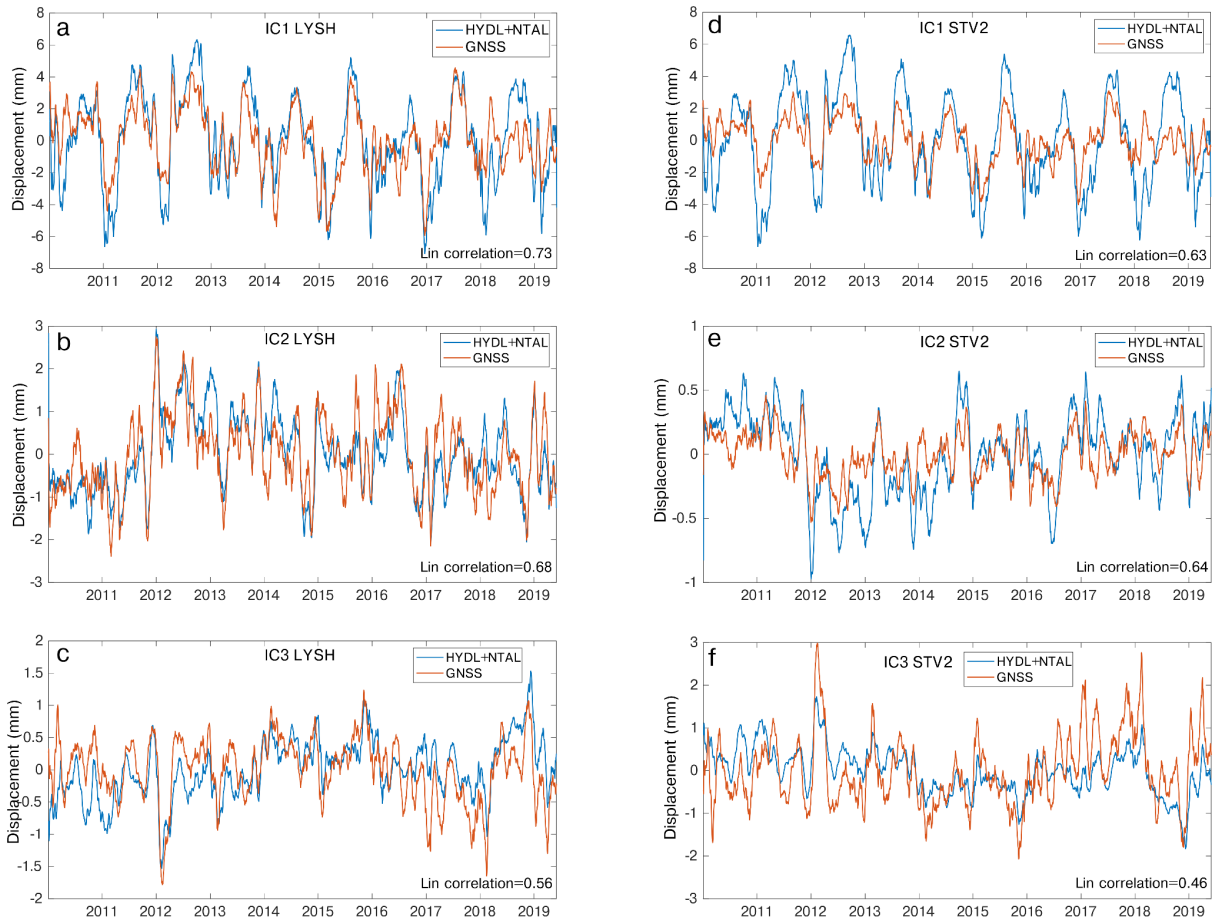 a
IC1 LYSH
HYDL+NTAL
GNSS
Displacement (mm)
8
6
4
2
0
-2
-4
-6
8
Lin correlation=0.73
2011 2012 2013 2014 2015 2016 2017 2018 2019
d
IC1 STV2
HYDL+NTAL
GNSS
Displacement (mm)
8
6
4
2
0
-2
-4
-6
8
Lin correlation=0.63
2011 2012 2013 2014 2015 2016 2017 2018 2019
b
IC2 LYSH
HYDL+NTAL
GNSS
Displacement (mm)
3
2
1
0
-1
-2
-3
Lin correlation=0.68
2011 2012 2013 2014 2015 2016 2017 2018 2019
e
IC2 STV2
HYDL+NTAL
GNSS
Displacement (mm)
1
0.5
0
-0.5
-1
Lin correlation=0.64
2011 2012 2013 2014 2015 2016 2017 2018 2019
c
IC3 LYSH
HYDL+NTAL
GNSS
Displacement (mm)
2
1.5
1
0.5
0
-0.5
-1
-1.5
-2
Lin correlation=0.56
2011 2012 2013 2014 2015 2016 2017 2018 2019
f
IC3 STV2
HYDL+NTAL
GNSS
Displacement (mm)
3
2
1
0
-1
-2
-3
Lin correlation=0.46
2011 2012 2013 2014 2015 2016 2017 2018 2019